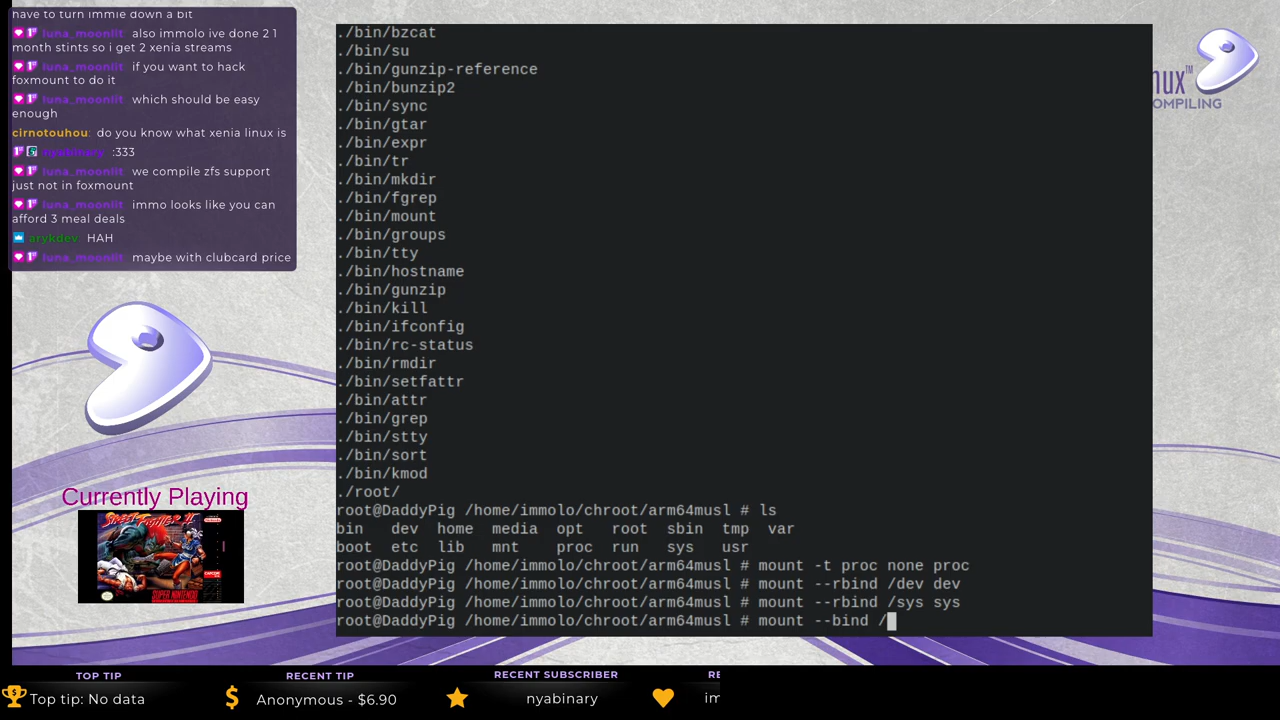 have to turn immie down a bit
luna_moonlit also immolo ive done 2 1
month stints so i get 2 xenia streams
luna_moonlit if you want to hack
foxmount to do it
luna_moonlit which should be easy
enough
cirnotouhou: do you know what xenia linux is
nyabinary: :333
luna_moonlit we compile zfs support
just not in foxmount
luna_moonlit immo looks like you can
afford 3 meal deals
arykdev: HAH
luna_moonlit maybe with clubcard price
nux™
OMPILING
./bin/bzcat
./bin/su
./bin/gunzip-reference
./bin/bunzip2
./bin/sync
./bin/gtar
./bin/expr
./bin/tr
./bin/mkdir
./bin/fgrep
./bin/mount
./bin/groups
./bin/tty
./bin/hostname
./bin/gunzip
./bin/kill
./bin/ifconfig
./bin/rc-status
./bin/rmdir
./bin/setfattr
./bin/attr
./bin/grep
./bin/stty
./bin/sort
./bin/kmod
./root/
root@DaddyPig /home/immolo/chroot/arm64musl # ls
bin dev home media opt root sbin tmp var
boot etc lib mnt proc run sys usr
root@DaddyPig /home/immolo/chroot/arm64musl # mount -t proc none proc
root@DaddyPig /home/immolo/chroot/arm64musl # mount --rbind /dev dev
root@DaddyPig /home/immolo/chroot/arm64musl # mount --rbind /sys sys
root@DaddyPig /home/immolo/chroot/arm64musl # mount --bind /
Currently Playing
STREET FIGHTER II
SUPER NINTENDO
TOP TIP
Top tip: No data
RECENT TIP
Anonymous - $6.90
RECENT SUBSCRIBER
nyabinary
RE
im